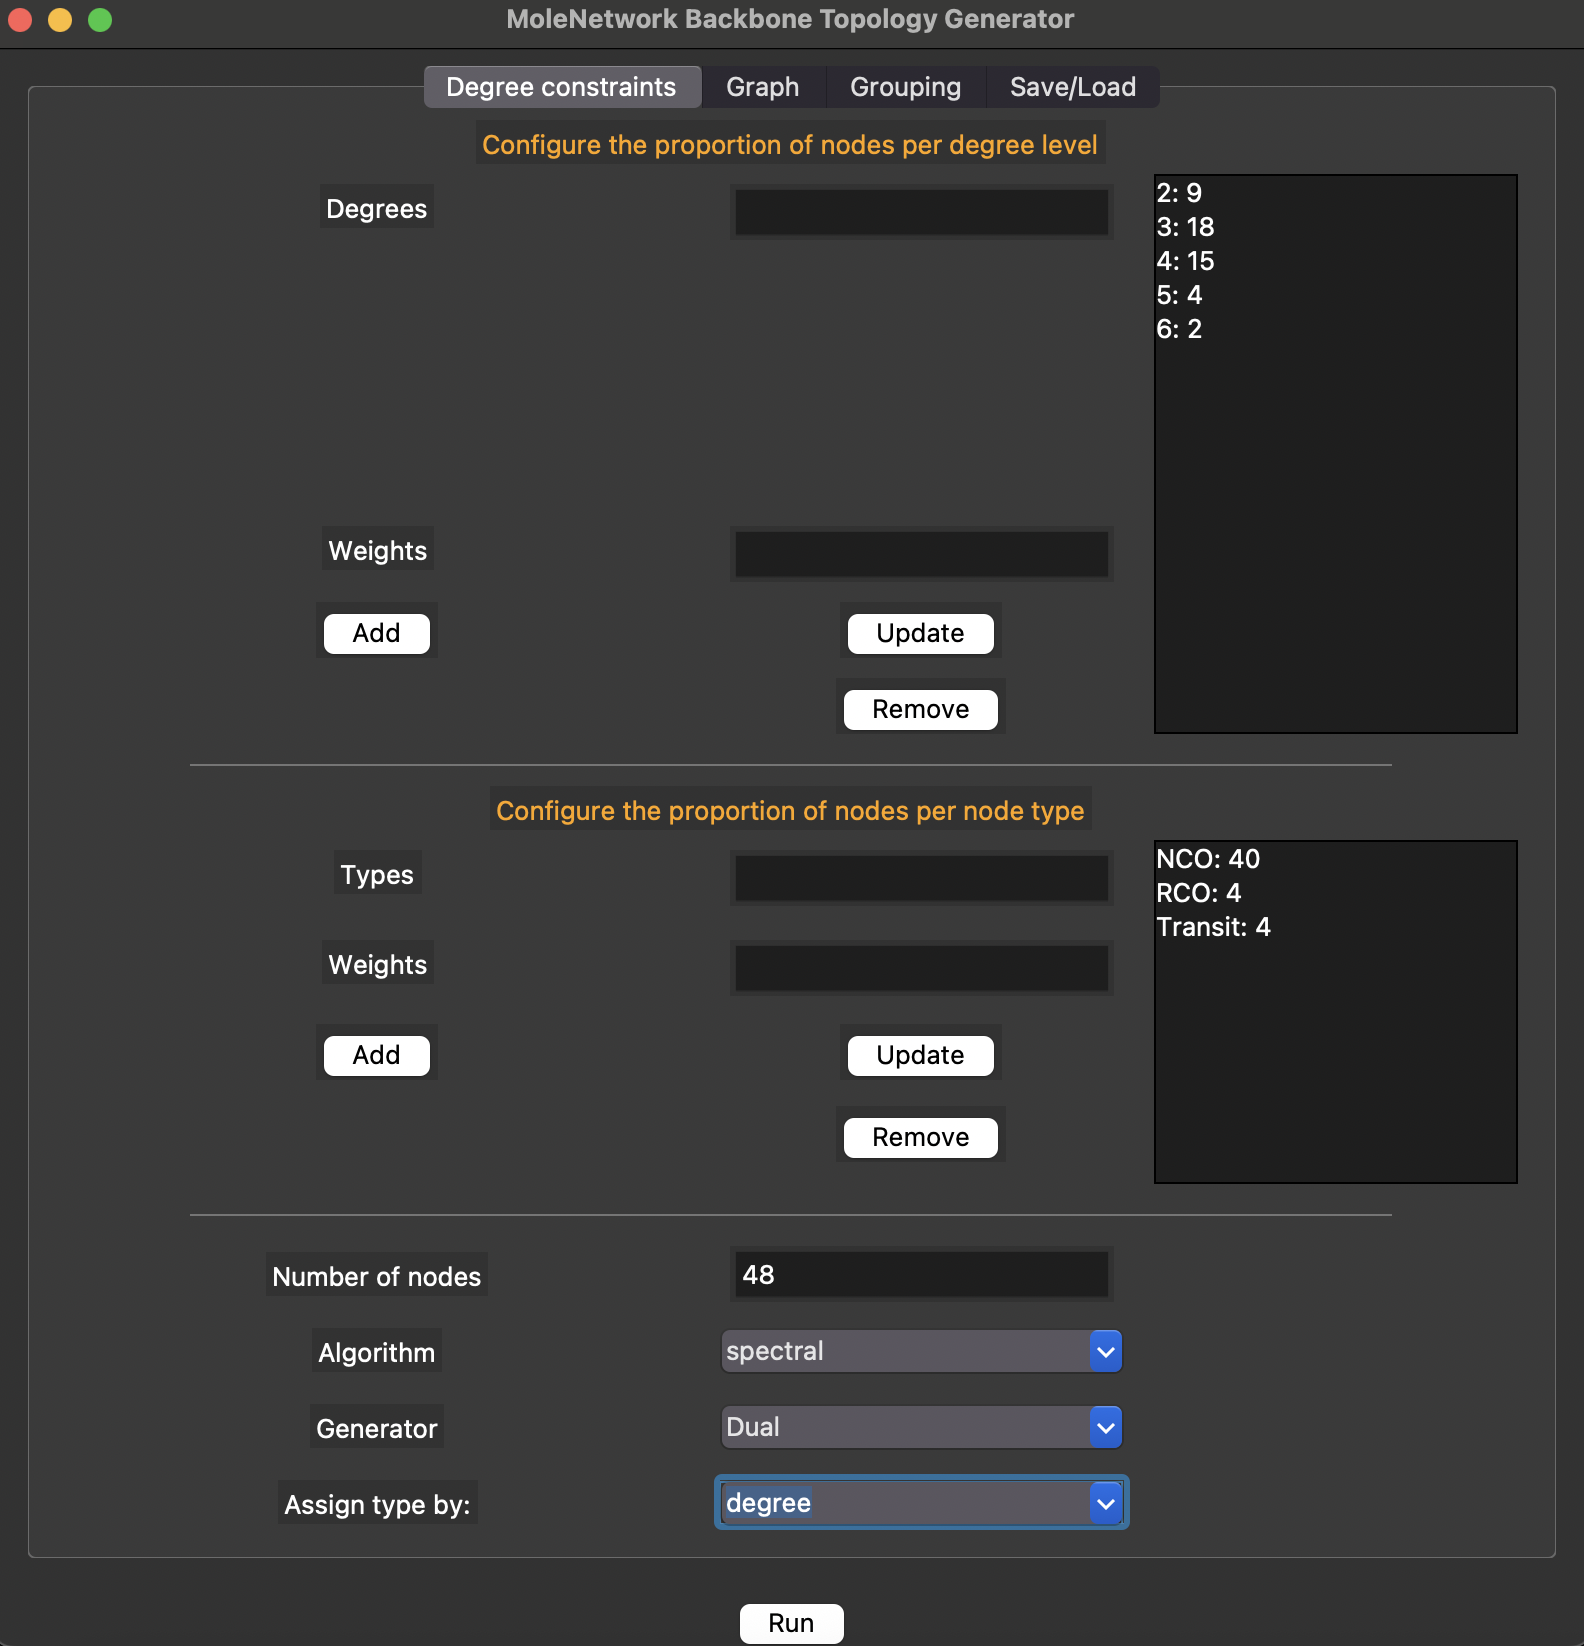 MoleNetwork Backbone Topology Generator
Degree constraints
Graph
Grouping
Save/Load
Configure the proportion of nodes per degree level
Degrees
2: 9
3: 18
4: 15
5: 4
6: 2
Weights
Add
Update
Remove
Configure the proportion of nodes per node type
Types
NCO: 40
RCO: 4
Transit: 4
Weights
Add
Update
Remove
Number of nodes
48
Algorithm
spectral
Generator
Dual
Assign type by:
degree
Run